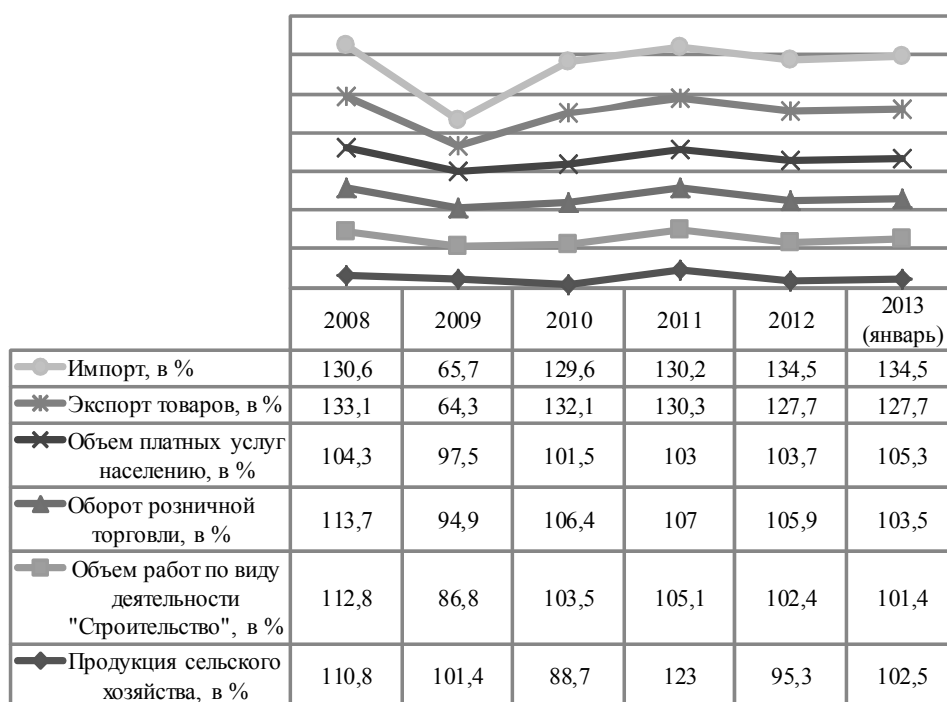 2008 2009 2010 2011 2012 2013
(январь)
Импорт, в % 130,6 65,7 129,6 130,2 134,5 134,5
Экспорт товаров, в % 133,1 64,3 132,1 130,3 127,7 127,7
Объем платных услуг
населению, в % 104,3 97,5 101,5 103 103,7 105,3
Оборот розничной
торговли, в % 113,7 94,9 106,4 107 105,9 103,5
Объем работ по виду
деятельности 112,8 86,8 103,5 105,1 102,4 101,4
"Строительство", в %
Продукция сельского
хозяйства, в % 110,8 101,4 88,7 123 95,3 102,5